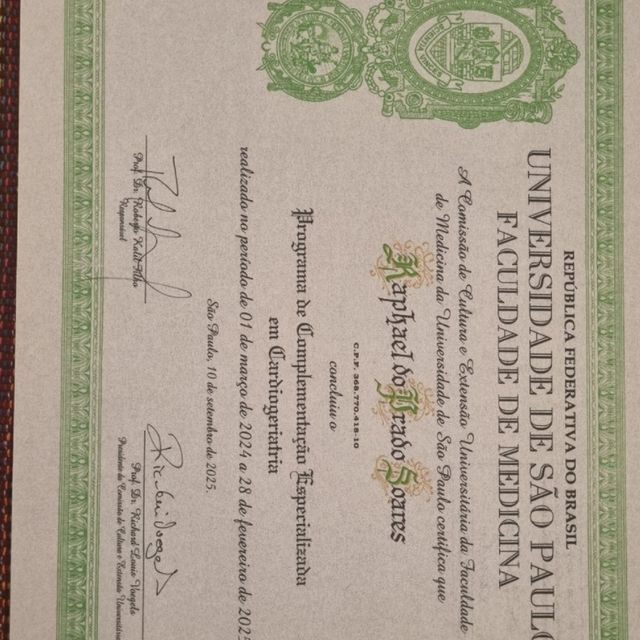 REPÚBLICA FEDERATIVA DO BRASIL
UNIVERSIDADE DE SÃO PAULO
FACULDADE DE MEDICINA
A Comissão de Cultura e Extensão Universitária da Faculdade
de Medicina da Universidade de São Paulo certifica que
Raphael do Prado Soares
C.P.F. 368.770.418-10
concluiu o
Programa de Complementação Especializada
em Cardiogeriatria
realizado no período de 01 de março de 2024 a 28 de fevereiro de 202
São Paulo, 10 de setembro de 2025.
Prof. Dr. Roberto Kalil Filho
Responsável
Prof. Dr. Richard Louis Voegels
Presidente da Comissão de Cultura e Extensão Universitária